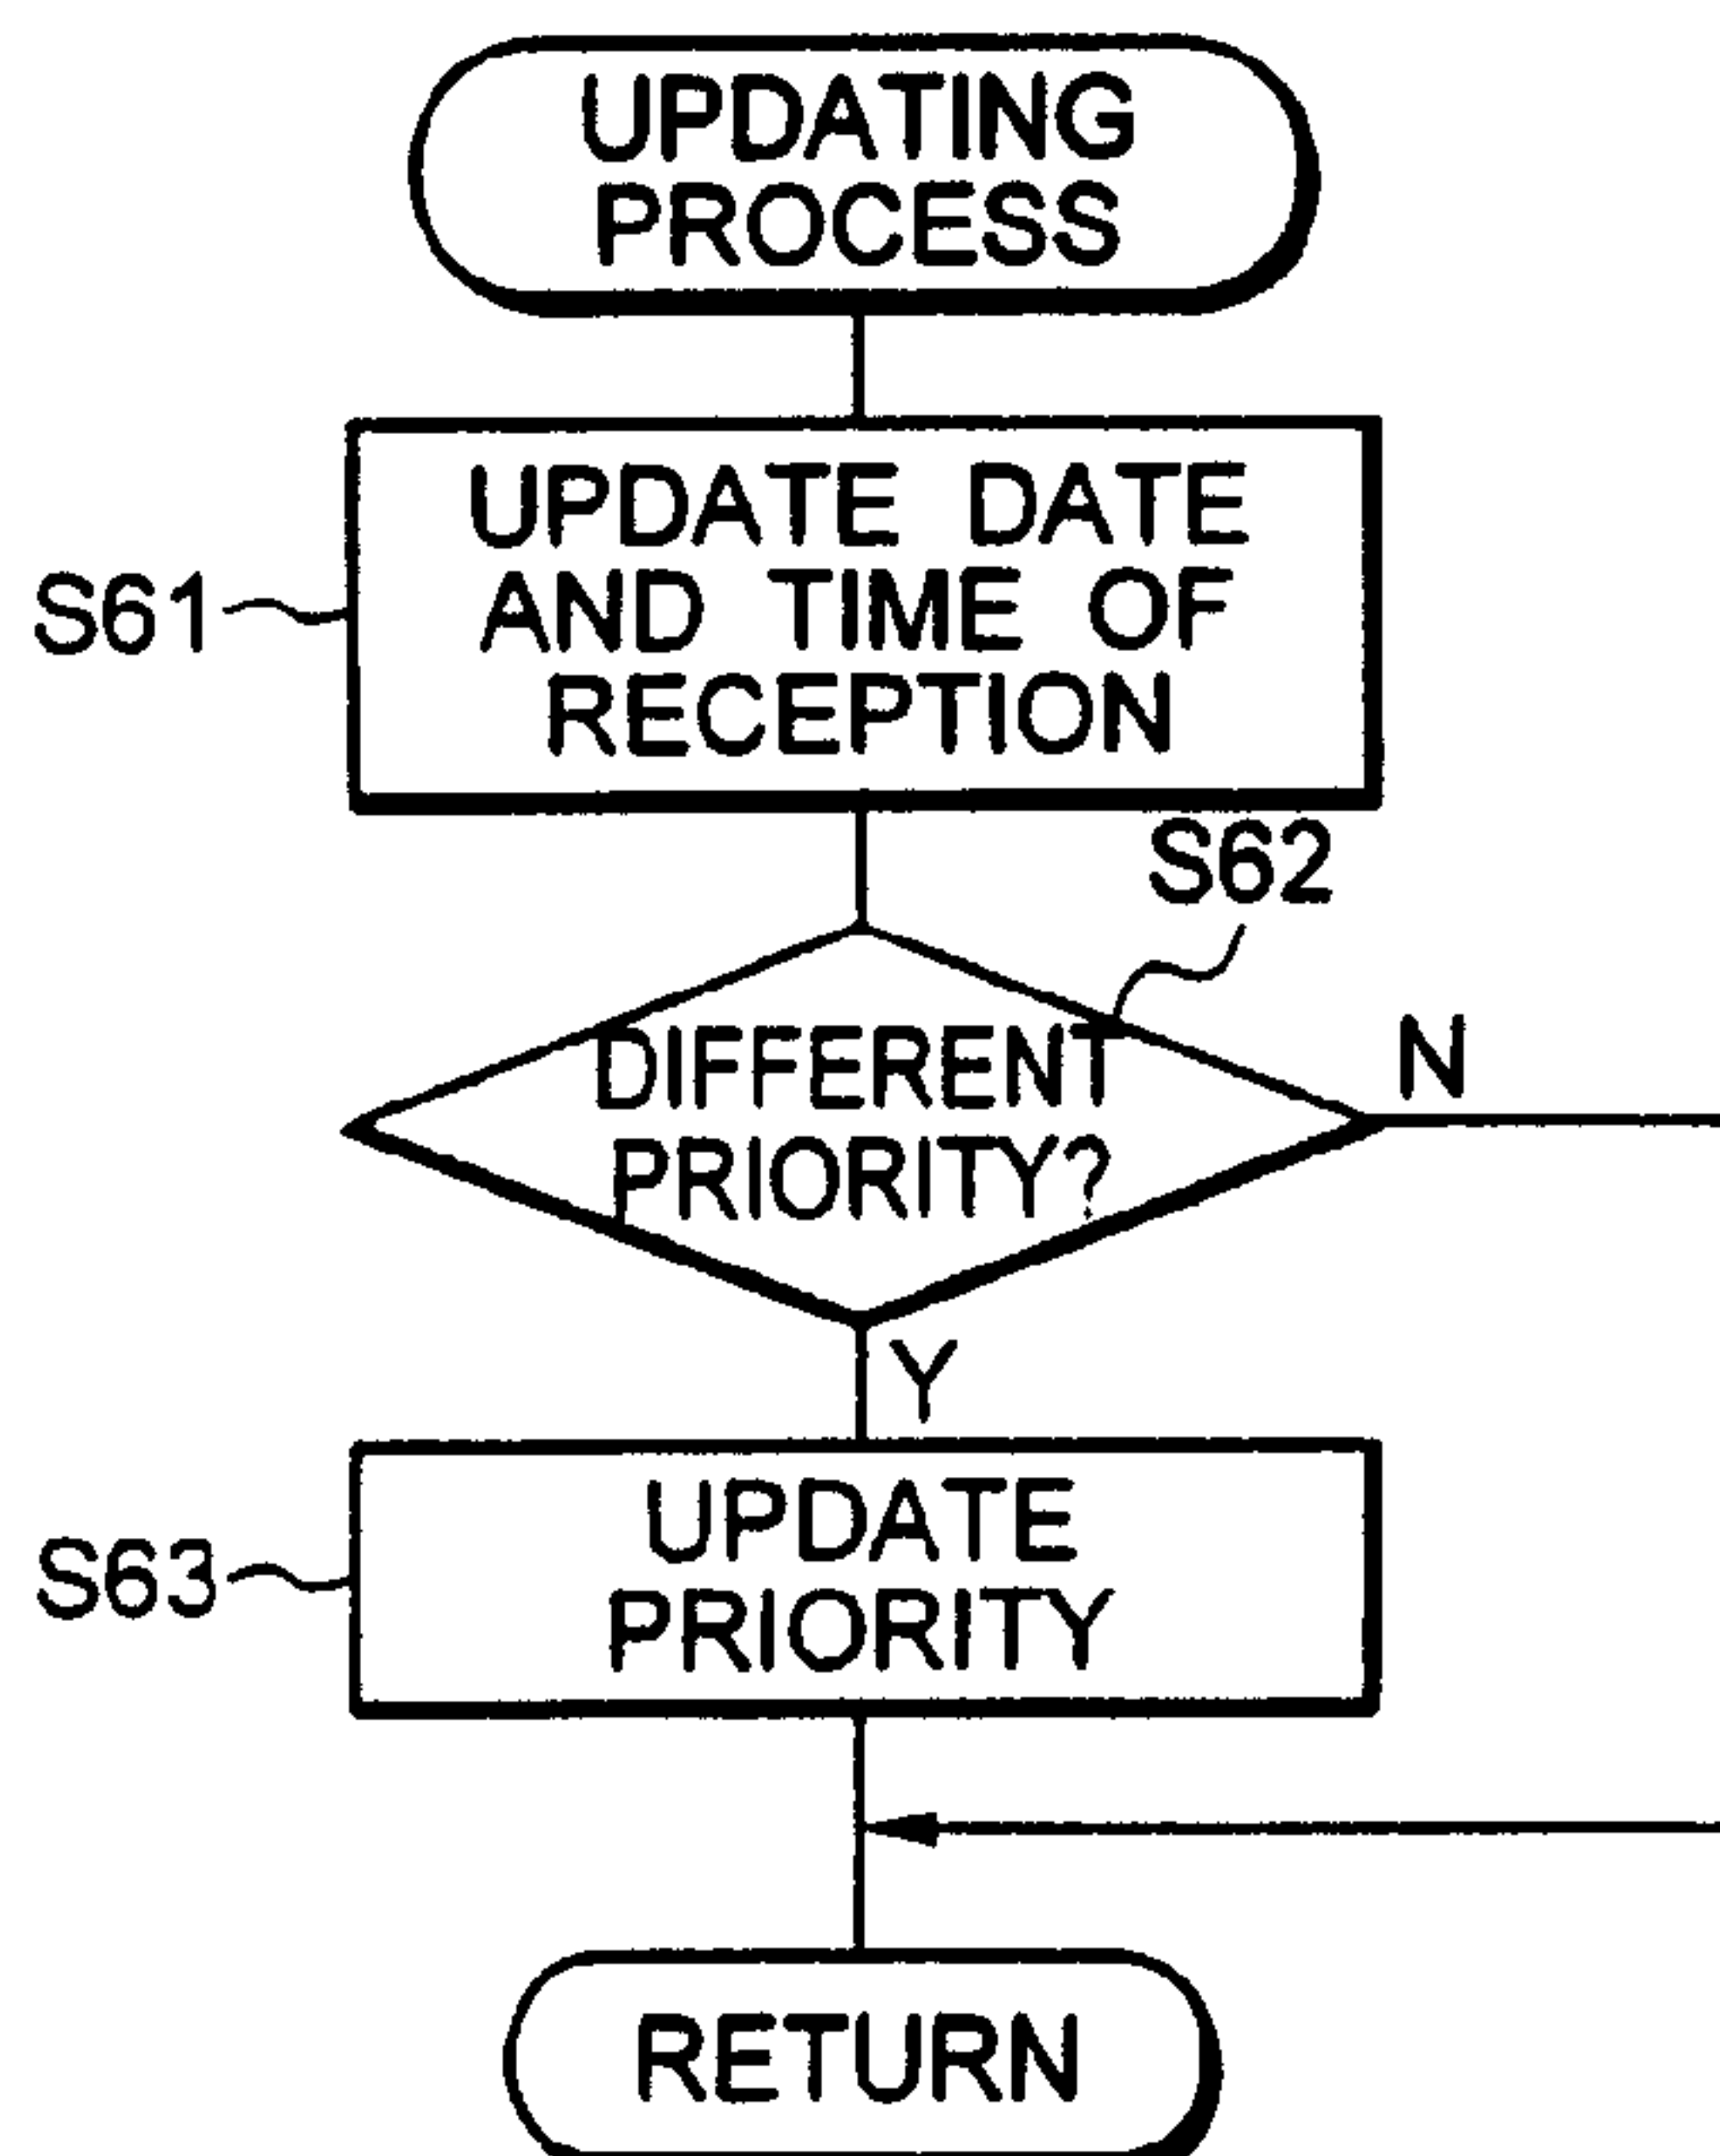 UPDATING
PROCESS
S61
UPDATE DATE
AND TIME OF
RECEPTION
S62
DIFFERENT
PRIORITY?
N
Y
S63
UPDATE
PRIORITY
RETURN